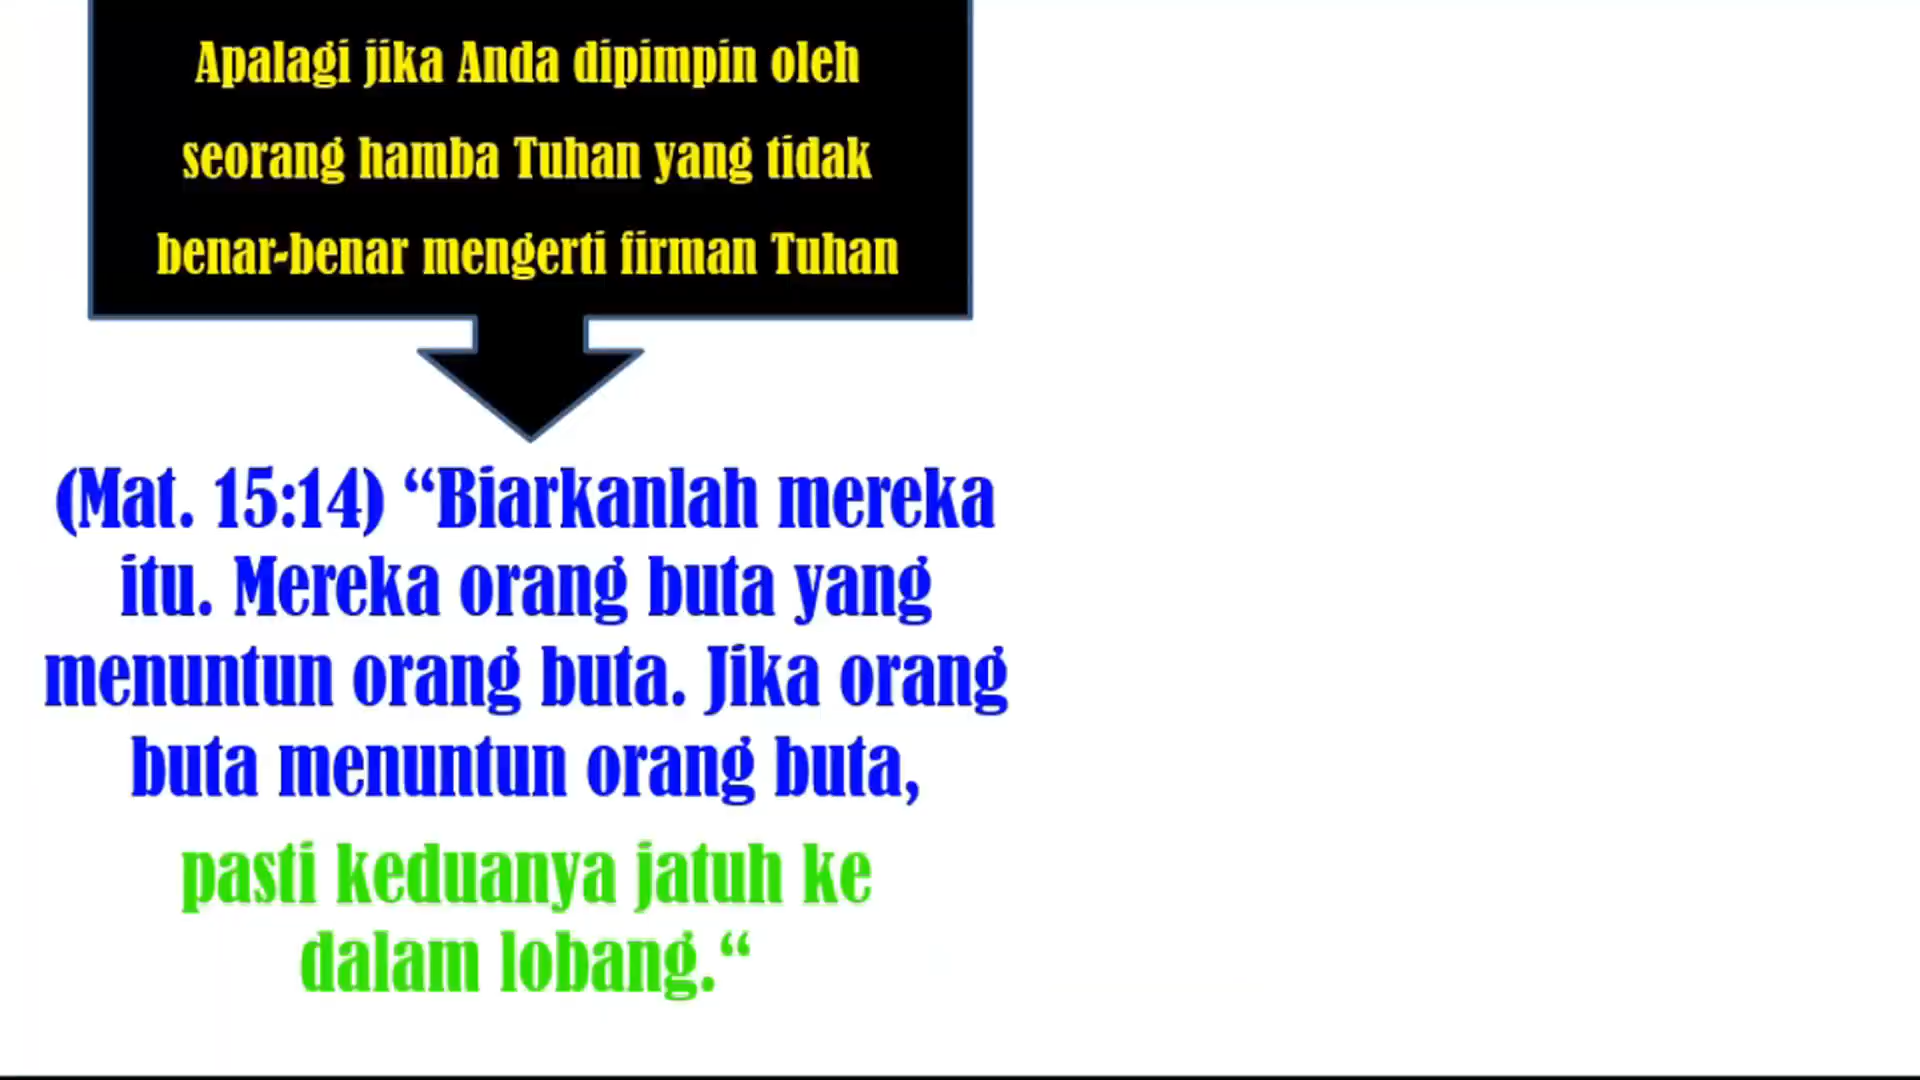 Apalagi jika Anda dipimpin oleh
seorang hamba Tuhan yang tidak
benar-benar mengerti firman Tuhan
(Mat. 15:14) “Biarkanlah mereka
itu. Mereka orang buta yang
menuntun orang buta. Jika orang
buta menuntun orang buta,
pasti keduanya jatuh ke
dalam lobang.“